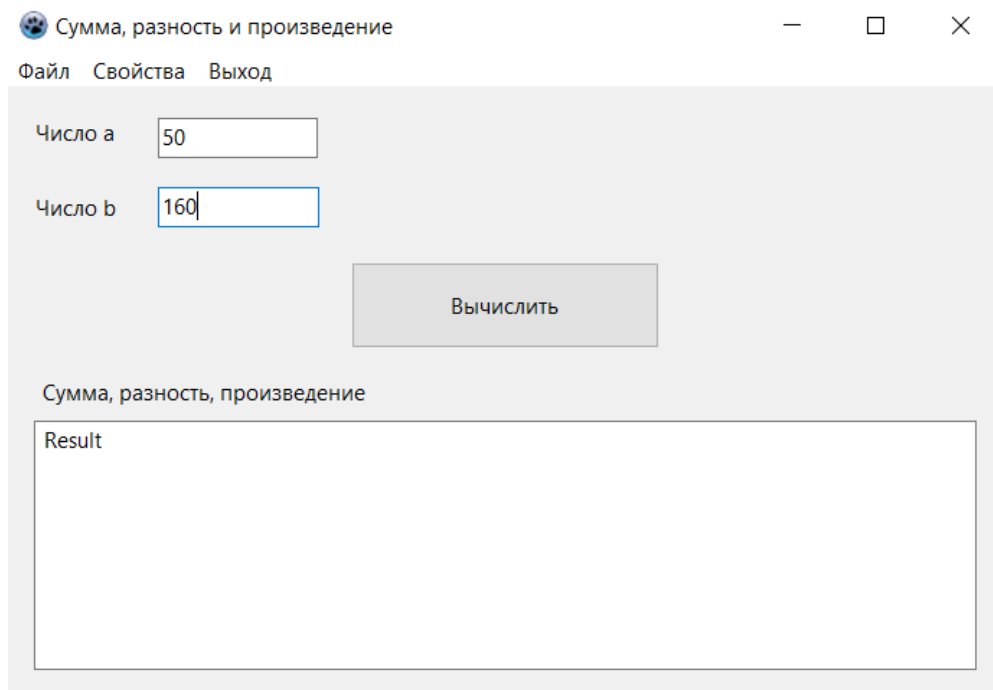 Сумма, разность и произведение
Файл Свойства Выход
Число a 50
Число b 160
Вычислить
Сумма, разность, произведение
Result